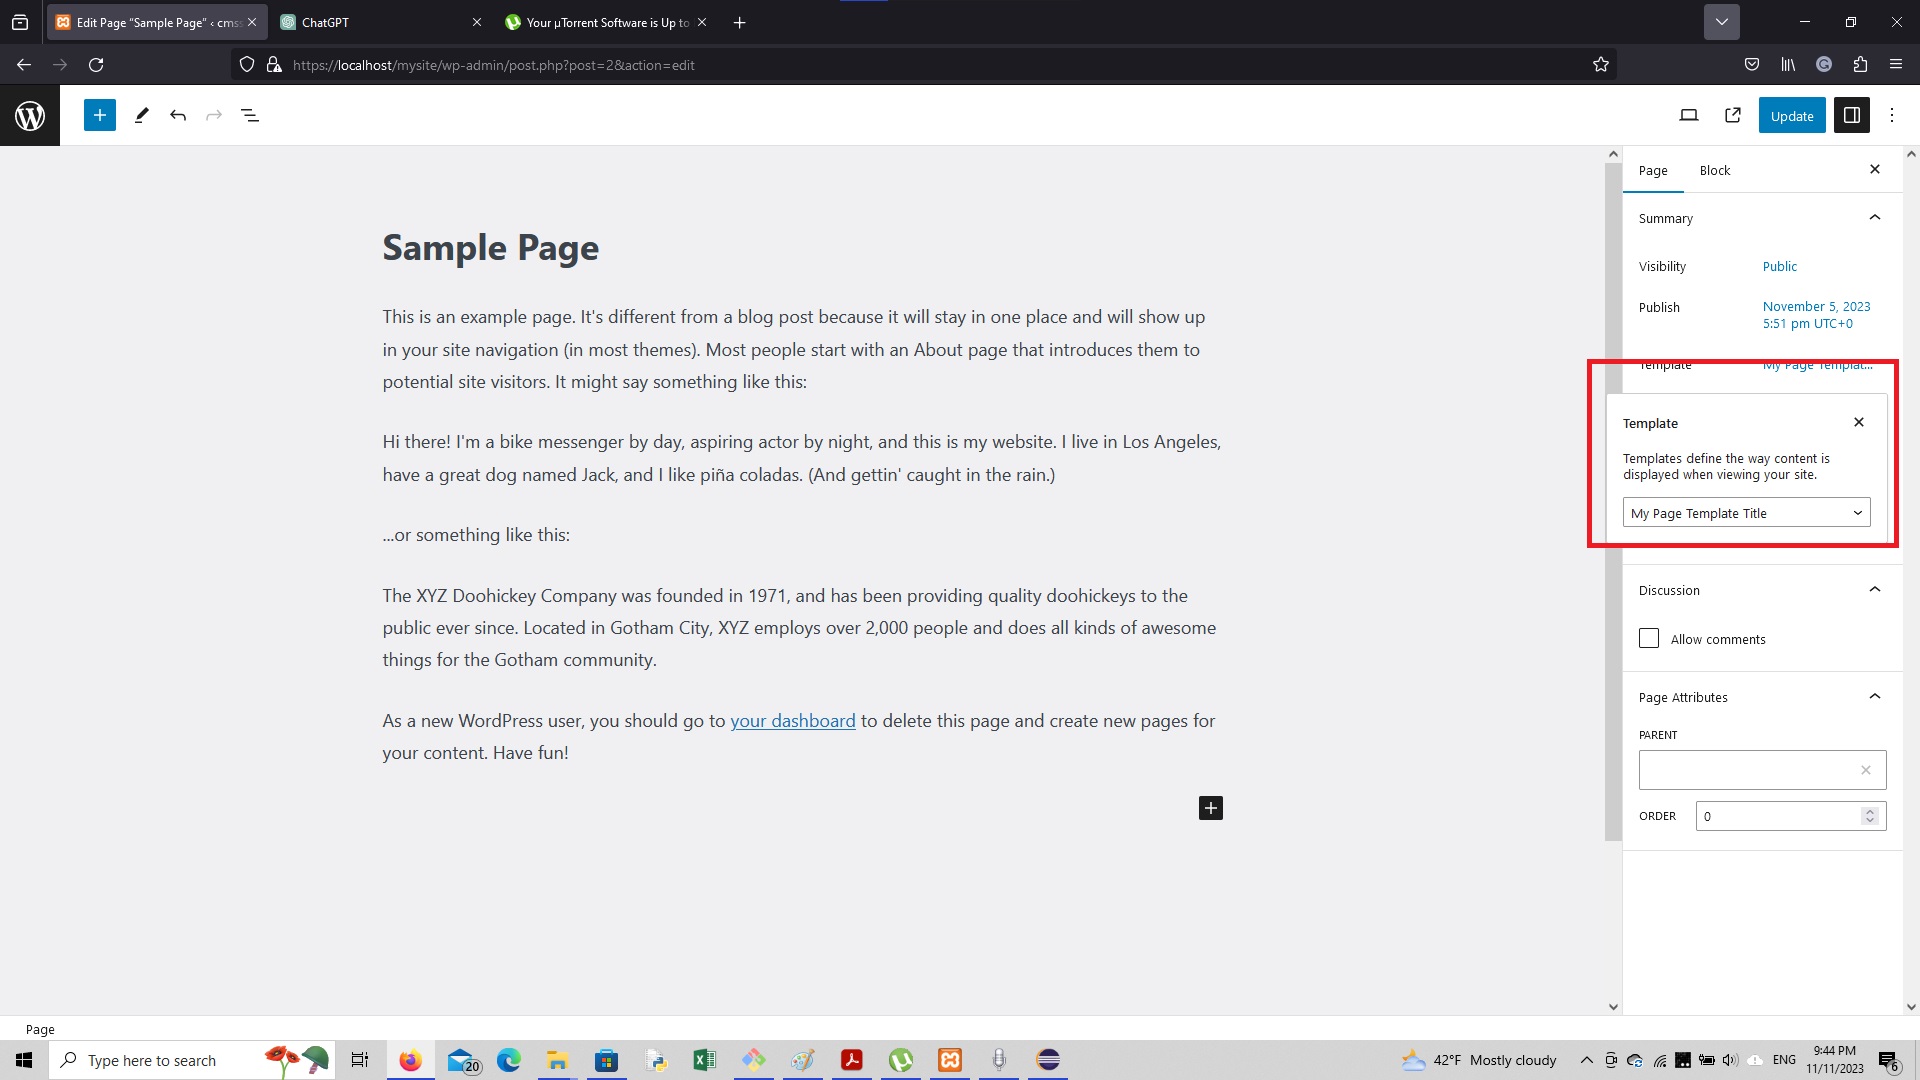 Edit Page “Sample Page” ‹ cmss
ChatGPT
Your µTorrent Software is Up to
https://localhost/mysite/wp-admin/post.php?post=2&action=edit
Update
Page
Block
Summary
Visibility
Public
Publish
November 5, 2023
5:51 pm UTC+0
Template
My Page Templat...
Template
Templates define the way content is
displayed when viewing your site.
My Page Template Title
Discussion
Allow comments
Page Attributes
PARENT
ORDER
0
Sample Page
This is an example page. It's different from a blog post because it will stay in one place and will show up
in your site navigation (in most themes). Most people start with an About page that introduces them to
potential site visitors. It might say something like this:
Hi there! I'm a bike messenger by day, aspiring actor by night, and this is my website. I live in Los Angeles,
have a great dog named Jack, and I like piña coladas. (And gettin' caught in the rain.)
...or something like this:
The XYZ Doohickey Company was founded in 1971, and has been providing quality doohickeys to the
public ever since. Located in Gotham City, XYZ employs over 2,000 people and does all kinds of awesome
things for the Gotham community.
As a new WordPress user, you should go to your dashboard to delete this page and create new pages for
your content. Have fun!
Page
Type here to search
20
42°F Mostly cloudy
ENG
9:44 PM
11/11/2023
6